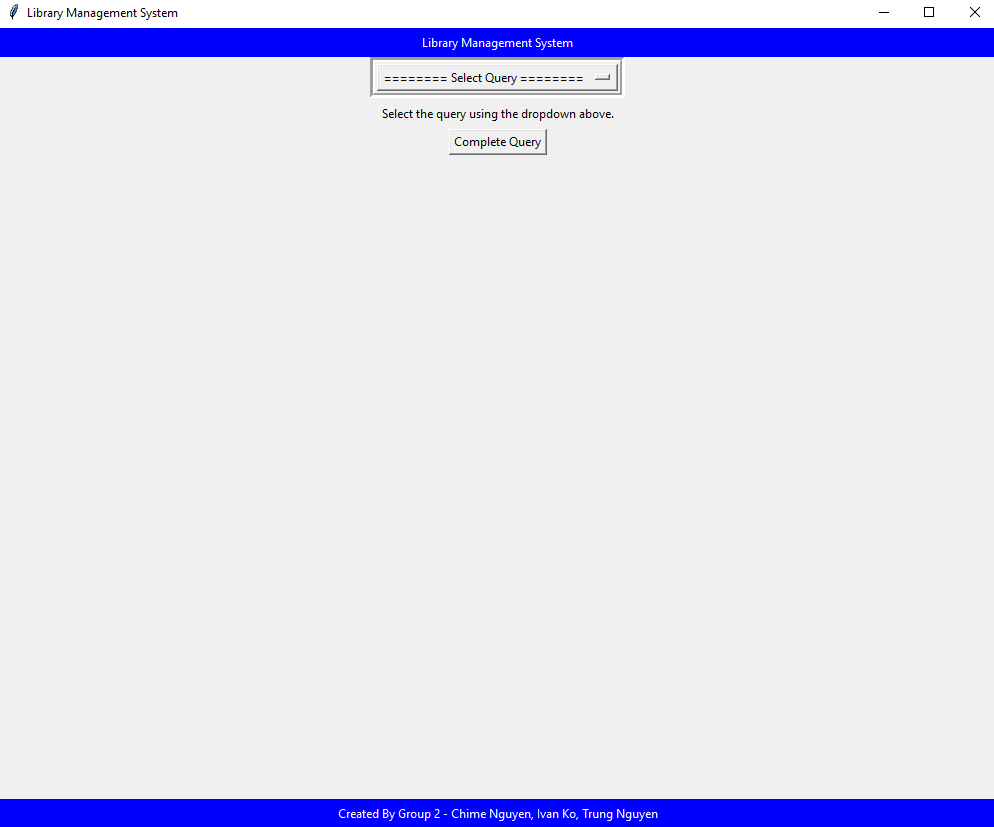 Library Management System
Library Management System
======== Select Query ========
Select the query using the dropdown above.
Complete Query
Created By Group 2 - Chime Nguyen, Ivan Ko, Trung Nguyen